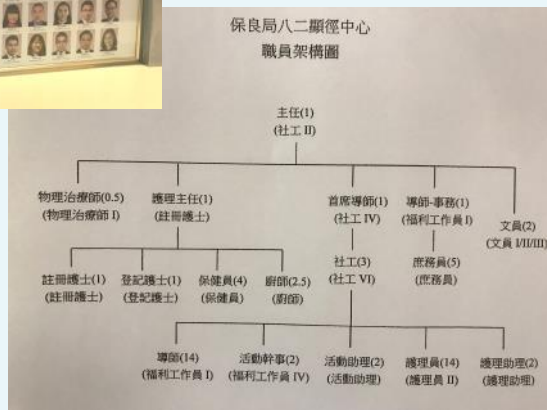 保良局八二顯徑中心
職員架構圖
主任(1)
(社工 II)
物理治療師(0.5)
(物理治療師 I)
護理主任(1)
(註冊護士)
首席導師(1)
(社工 IV)
導師-事務(1)
(福利工作員 I)
文員(2)
(文員 I/II/III)
社工(3)
(社工 VI)
庶務員(5)
(庶務員)
註冊護士(1)
(註冊護士)
登記護士(1)
(登記護士)
保健員(4)
(保健員)
廚師(2.5)
(廚師)
導師(14)
(福利工作員 I)
活動幹事(2)
(福利工作員 IV)
活動助理(2)
(活動助理)
護理員(14)
(護理員 II)
護理助理(2)
(護理助理)